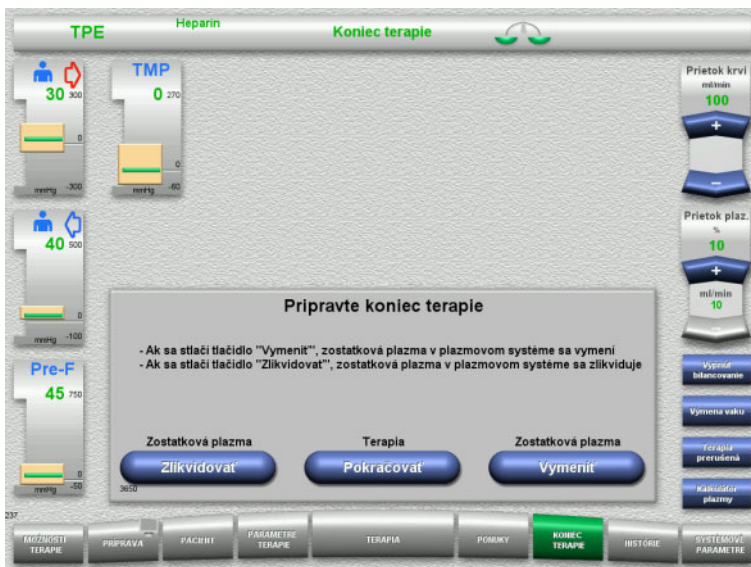 TPE
Heparin
Koniec terapie
30 300
0
mmHg -300
TMP
0 270
0
mmHg -60
40 500
0
mmHg -100
Pre-F
45 750
0
mmHg -50
Prietok krvi
ml/min
100
+
-
Prietok plaz.
%
10
+
ml/min
10
-
Vypnúť
bilancovanie
Výmena vaku
Terapia
prerušená
Kalkulátor
plazmy
Pripravte koniec terapie
- Ak sa stlačí tlačidlo "Vymeniť", zostatková plazma v plazmovom systéme sa vymení
- Ak sa stlačí tlačidlo "Zlikvidovať", zostatková plazma v plazmovom systéme sa zlikviduje
Zostatková plazma
Terapia
Zostatková plazma
Zlikvidovať
Pokračovať
Vymeniť
3650
237
MOŽNOSTI
TERAPIE
PRÍPRAVA
PACIENT
PARAMETRE
TERAPIE
TERAPIA
PONUKY
KONIEC
TERAPIE
HISTÓRIE
SYSTÉMOVÉ
PARAMETRE